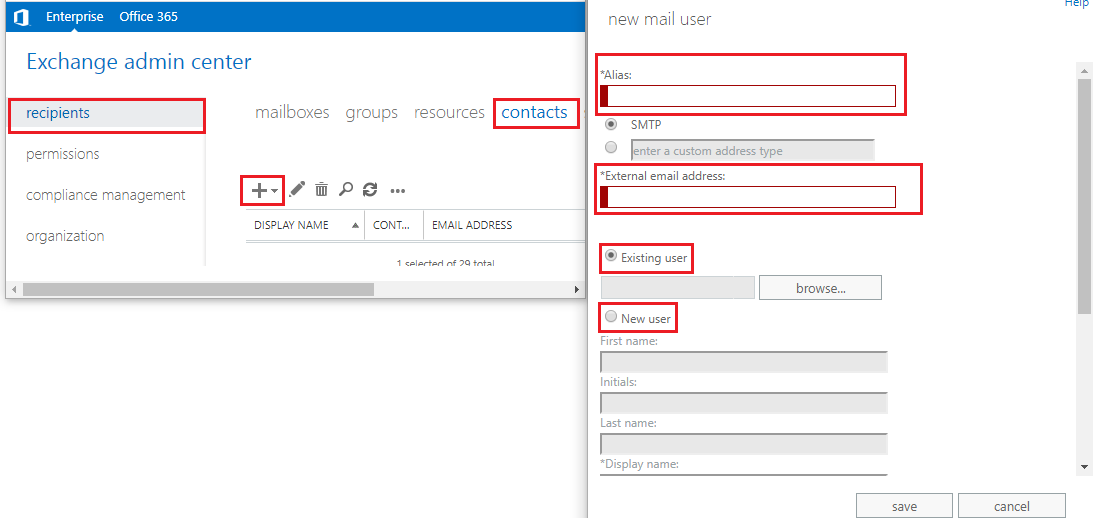 Enterprise Office 365
Exchange admin center
recipients
permissions
compliance management
organization
mailboxes groups resources contacts
DISPLAY NAME CONT... EMAIL ADDRESS
1 selected of 29 total
Help
new mail user
*Alias:
SMTP
enter a custom address type
*External email address:
Existing user
browse...
New user
First name:
Initials:
Last name:
*Display name:
save cancel